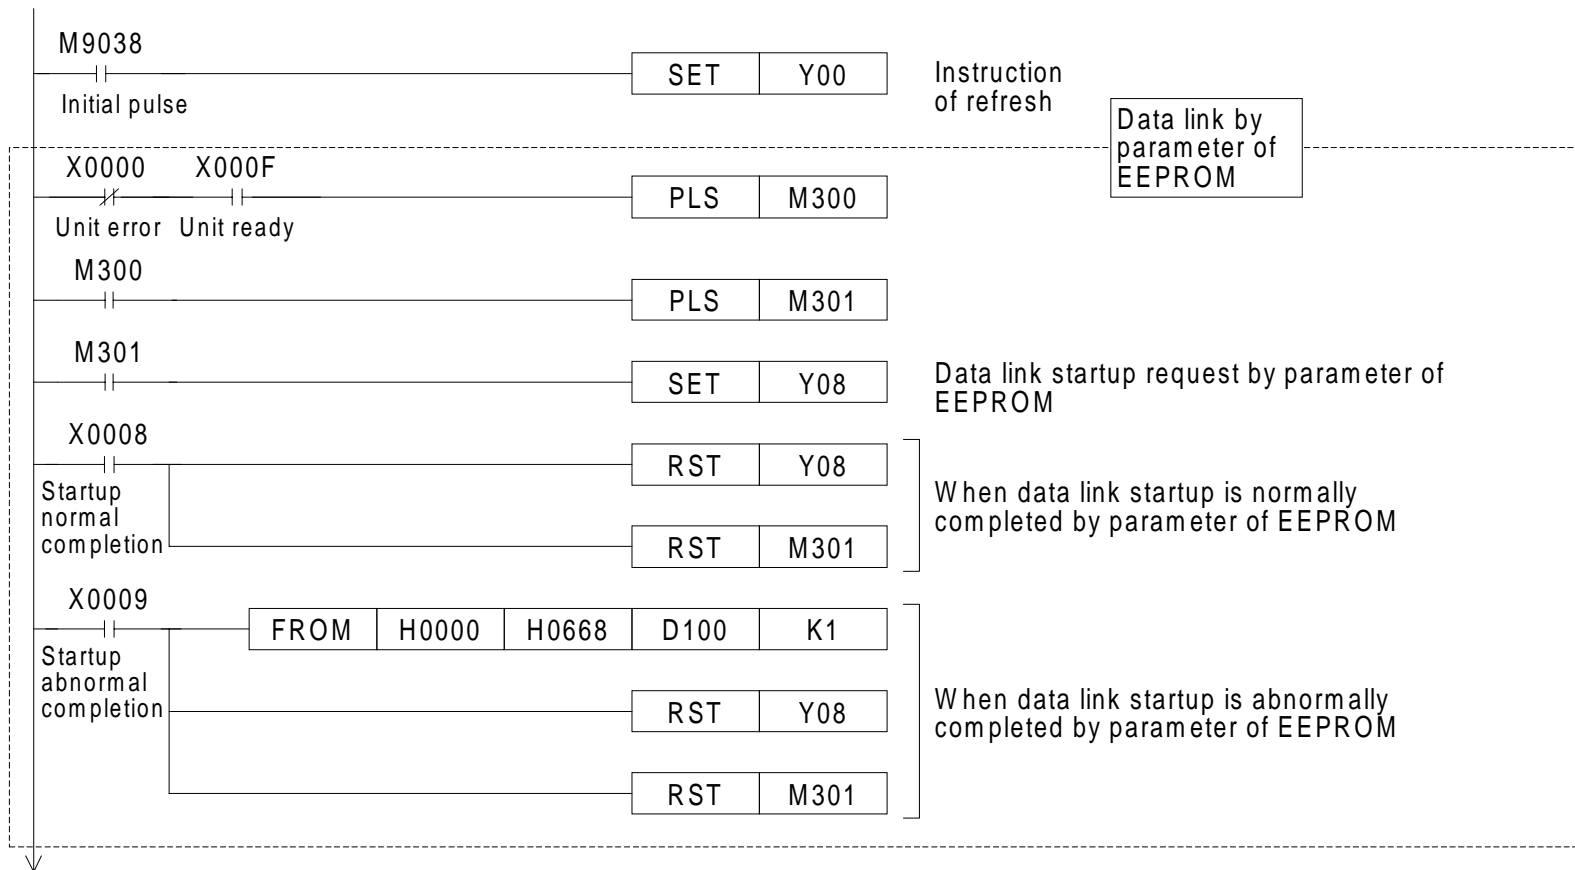 M9038
SET Y00
Instruction
of refresh
Initial pulse
Data link by
parameter of
EEPROM
X0000 X000F
PLS M300
Unit error Unit ready
M300
PLS M301
M301
SET Y08
Data link startup request by parameter of
EEPROM
X0008
RST Y08
Startup
normal
completion
When data link startup is normally
completed by parameter of EEPROM
RST M301
X0009
FROM H0000 H0668 D100 K1
Startup
abnormal
completion
RST Y08
When data link startup is abnormally
completed by parameter of EEPROM
RST M301